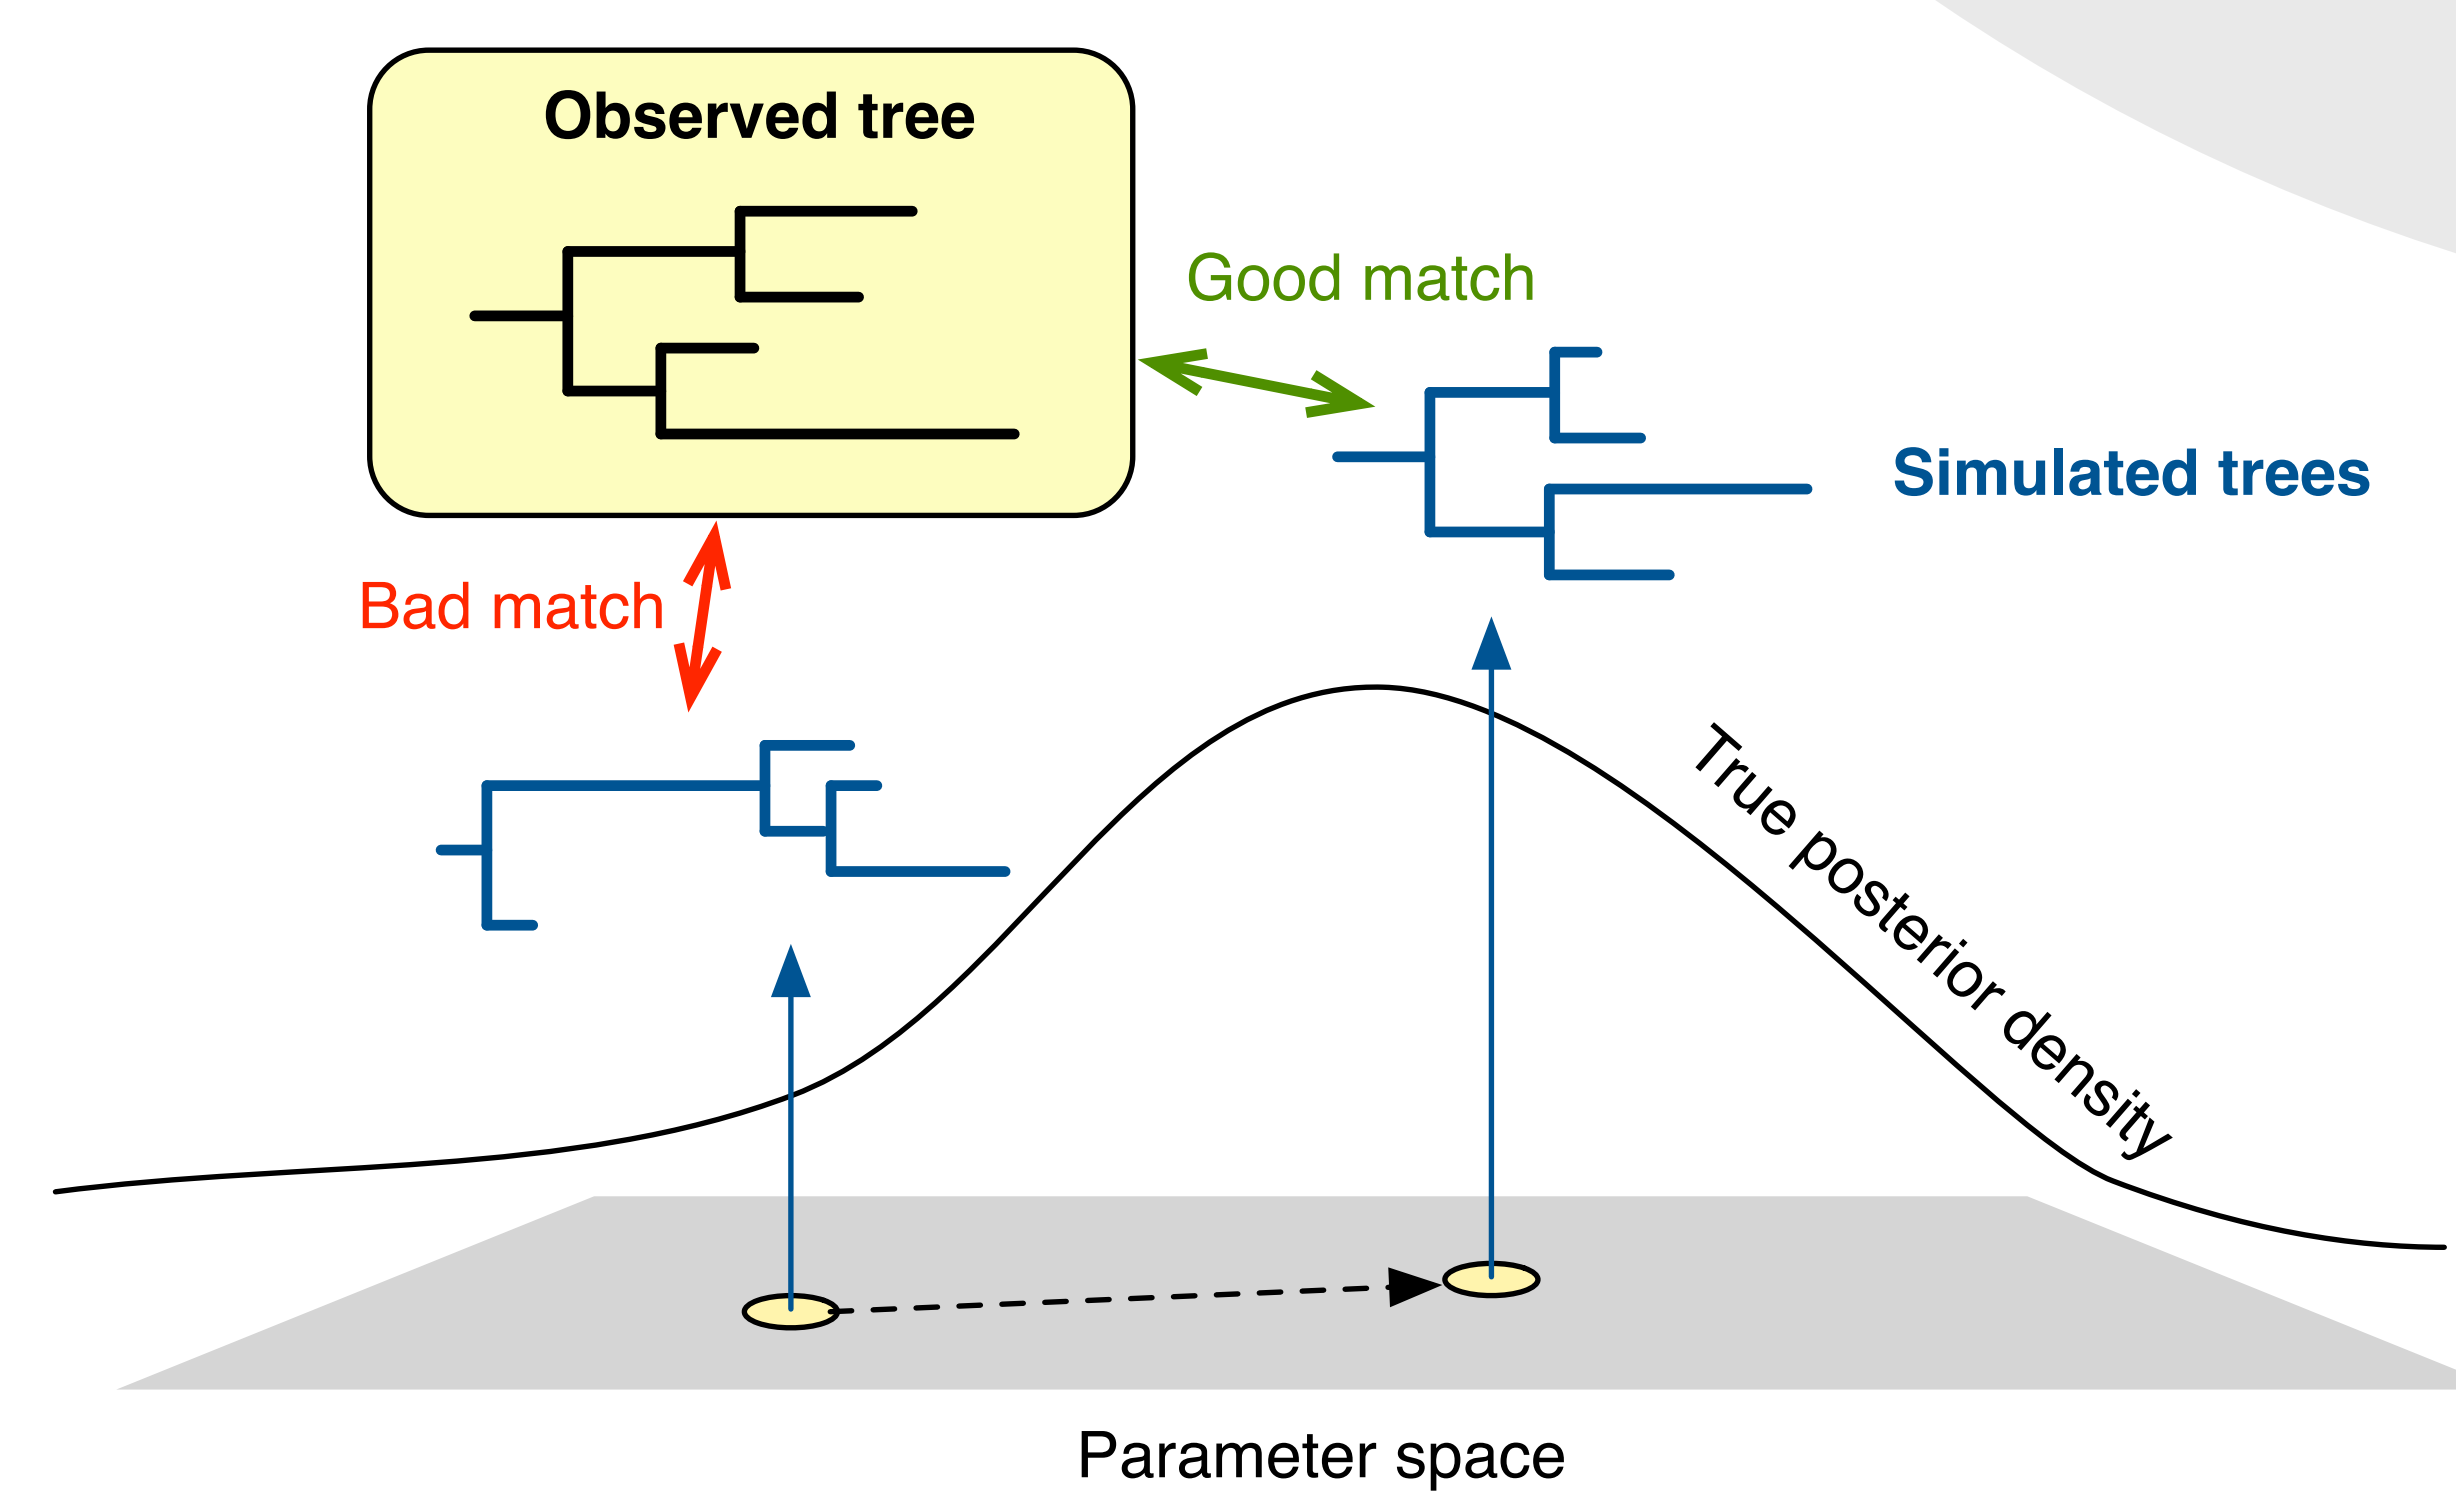 Observed tree
Good match
Simulated trees
Bad match
True posterior density
Parameter space